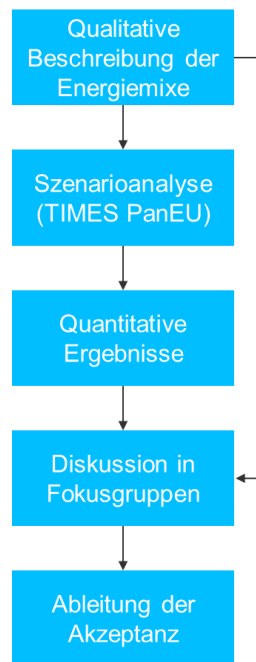 Qualitative
Beschreibung der
Energiemixe
Szenarioanalyse
(TIMES PanEU)
Quantitative
Ergebnisse
Diskussion in
Fokusgruppen
Ableitung der
Akzeptanz